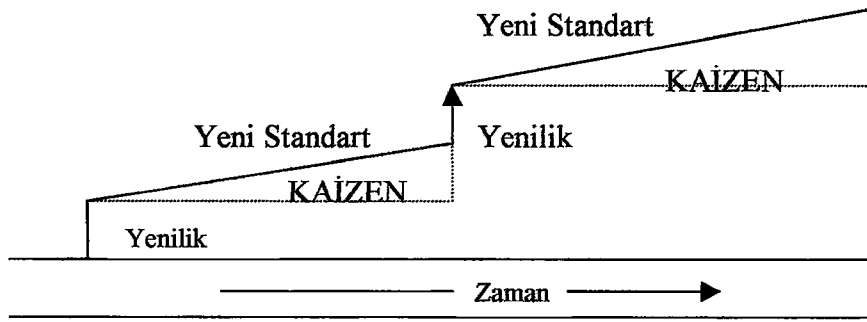 Yeni Standart
KAİZEN
Yeni Standart
Yenilik
KAİZEN
Yenilik
Zaman